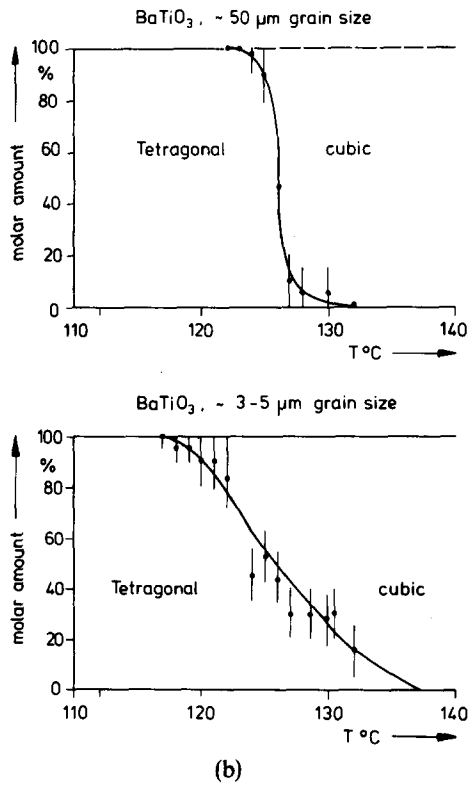 BaTiO₃, ~ 50 µm grain size
100
%
80
60
40
20
0
molar amount
Tetragonal
cubic
110
120
130
140
T °C
BaTiO₃, ~ 3-5 µm grain size
100
%
80
60
40
20
0
molar amount
Tetragonal
cubic
110
120
130
140
T °C
(b)